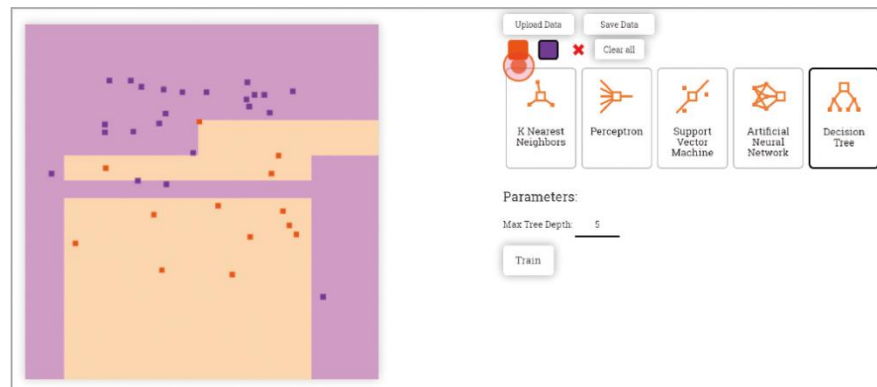 Upload Data
Save Data
Clear all
K Nearest
Neighbors
Perceptron
Support
Vector
Machine
Artificial
Neural
Network
Decision
Tree
Parameters:
Max Tree Depth: 5
Train